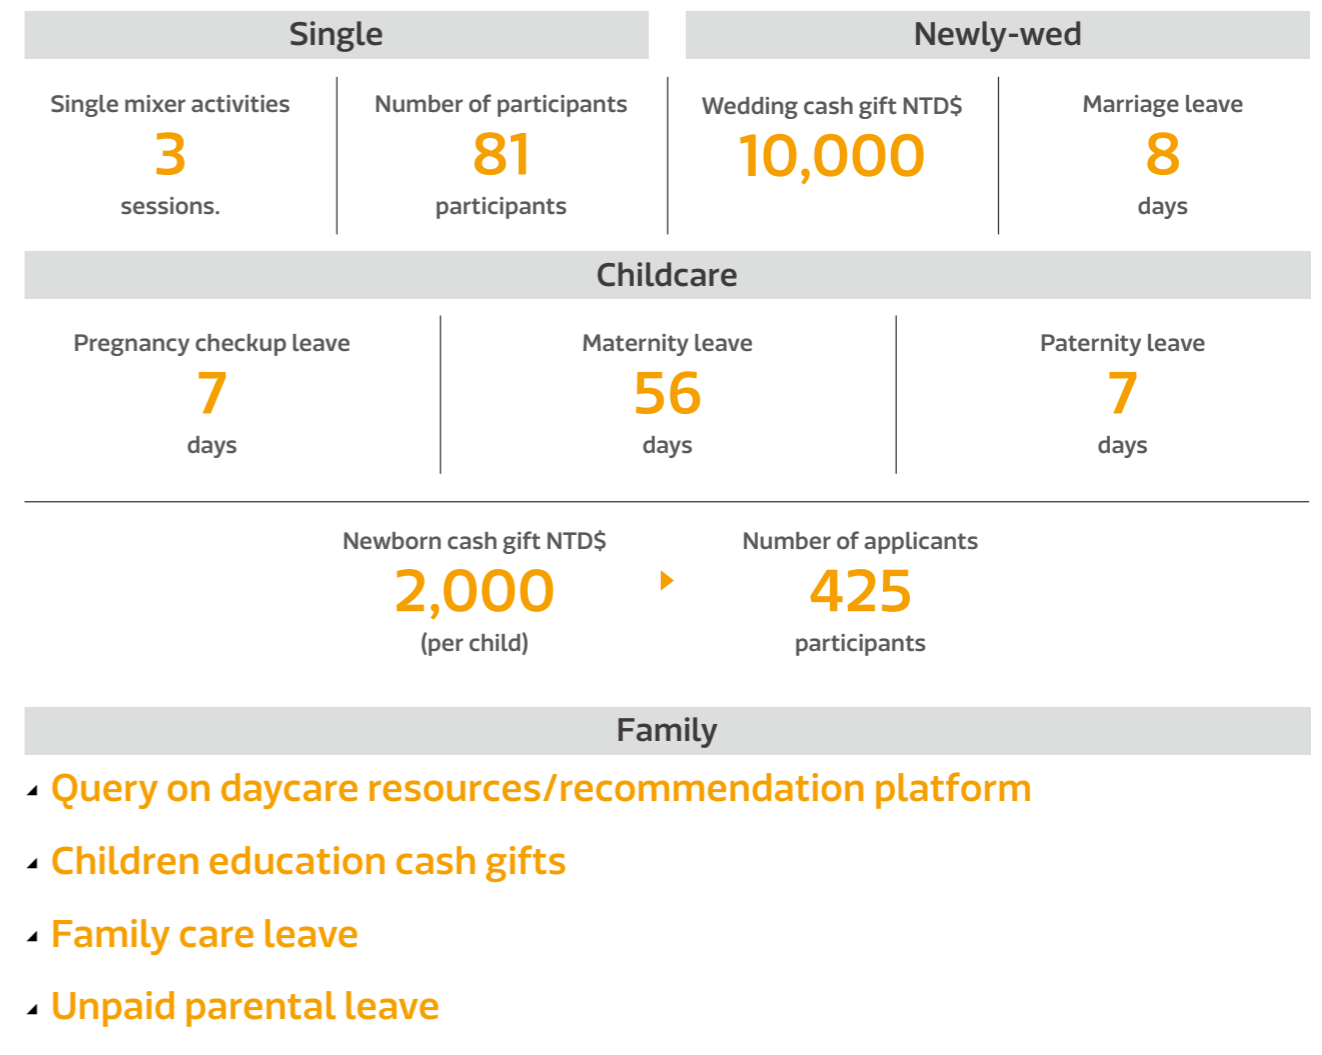 Single
Single mixer activities
3
sessions.
Number of participants
81
participants
Newly-wed
Wedding cash gift NTD$
10,000
Marriage leave
8
days
Childcare
Pregnancy checkup leave
7
days
Maternity leave
56
days
Paternity leave
7
days
Newborn cash gift NTD$
2,000
(per child)
Number of applicants
425
participants
Family
Query on daycare resources/recommendation platform
Children education cash gifts
Family care leave
Unpaid parental leave